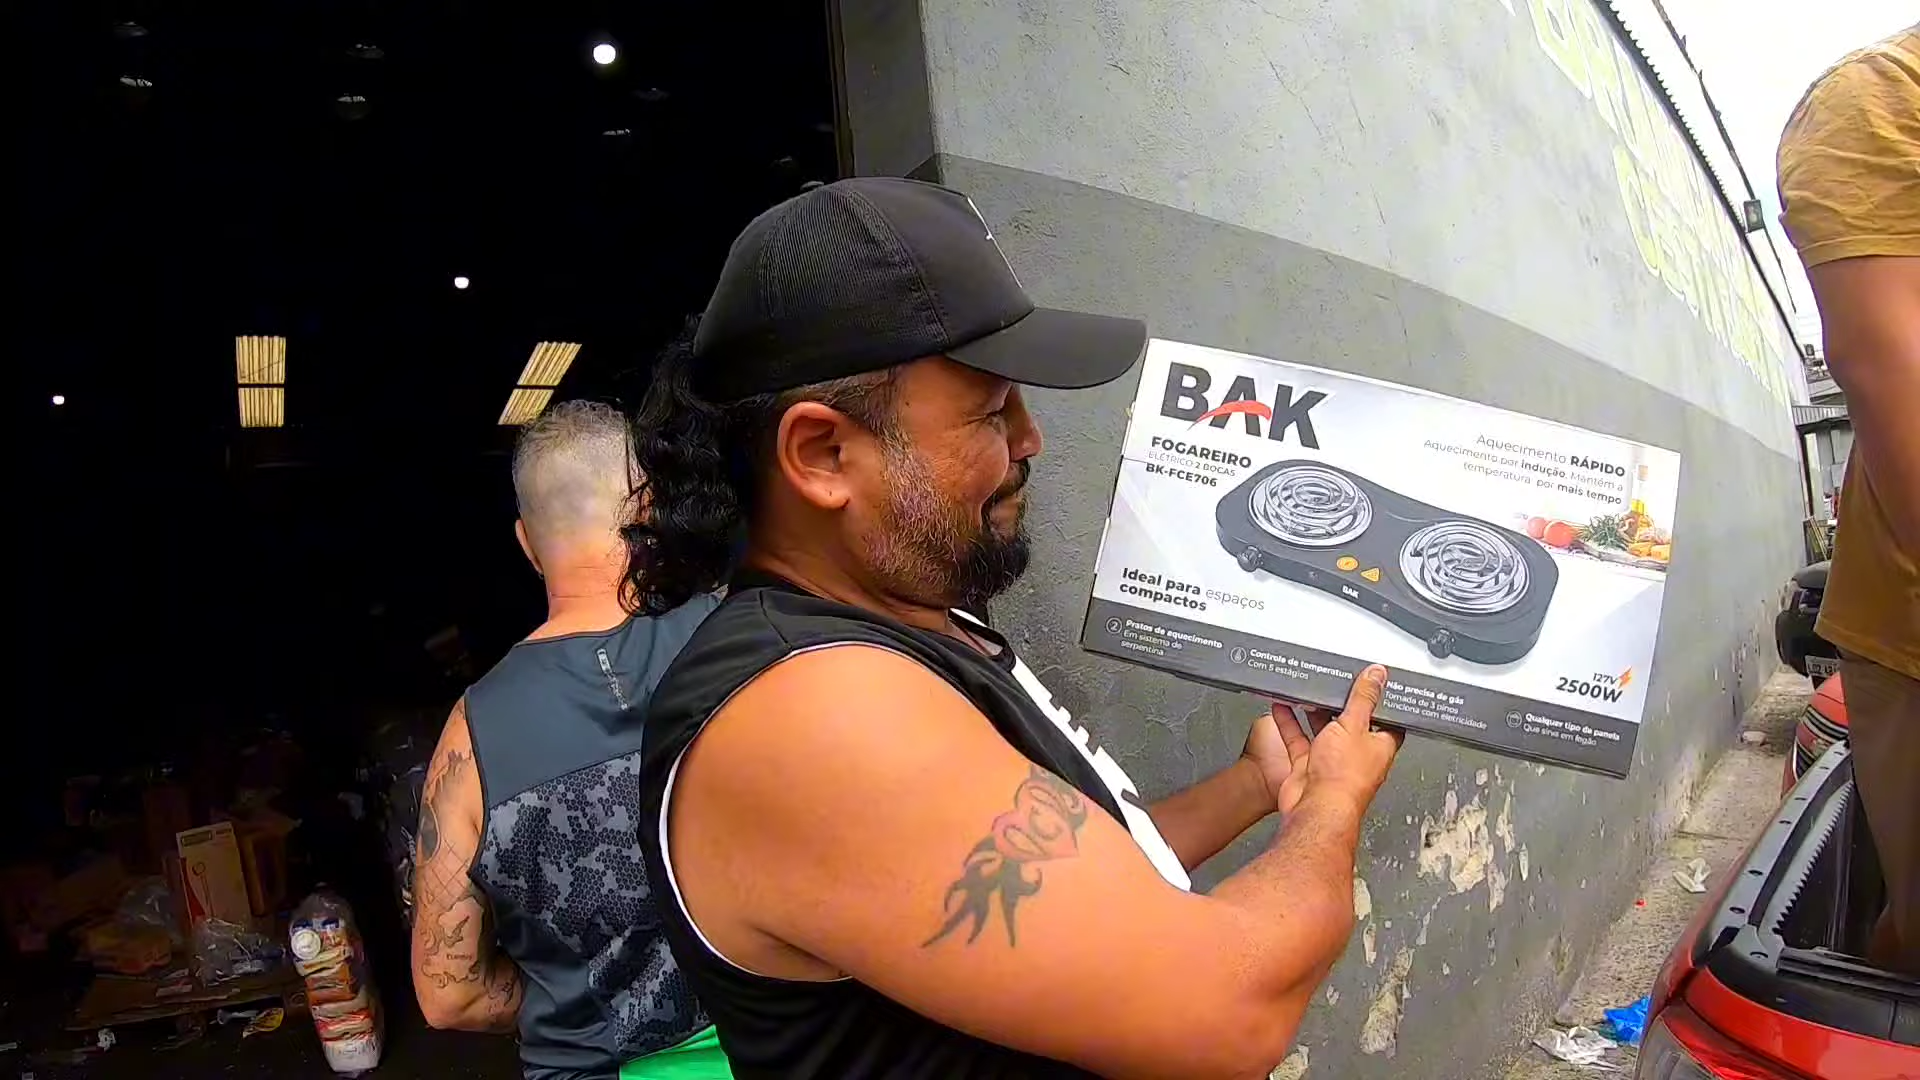 BAK
FOGAREIRO
ELÉTRICO 2 BOCAS
BK-FCE706
Aquecimento RÁPIDO
Aquecimento por indução. Mantém a
temperatura por mais tempo
Ideal para espaços
compactos
BAK
127V
2500W
2
Pratos de aquecimento
Em sistema de
serpentina
Controle de temperatura
Com 5 estágios
Não precisa de gás
Tomada de 3 pinos
Funciona com eletricidade
Qualquer tipo de panela
Que sirva em fogão